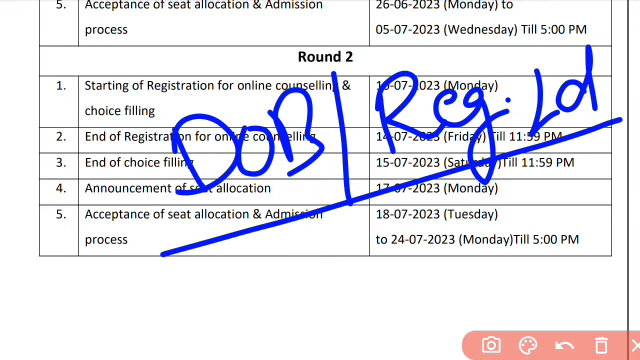 5. Acceptance of seat allocation & Admission 26-06-2023 (Monday) to
process 05-07-2023 (Wednesday) Till 5:00 PM
Round 2
1. Starting of Registration for online counselling & 10-07-2023 (Monday)
choice filling
2. End of Registration for online counselling 14-07-2023 (Friday) Till 11:59 PM
3. End of choice filling 15-07-2023 (Saturday) Till 11:59 PM
4. Announcement of seat allocation 17-07-2023 (Monday)
5. Acceptance of seat allocation & Admission 18-07-2023 (Tuesday)
process to 24-07-2023 (Monday)Till 5:00 PM
DOB/